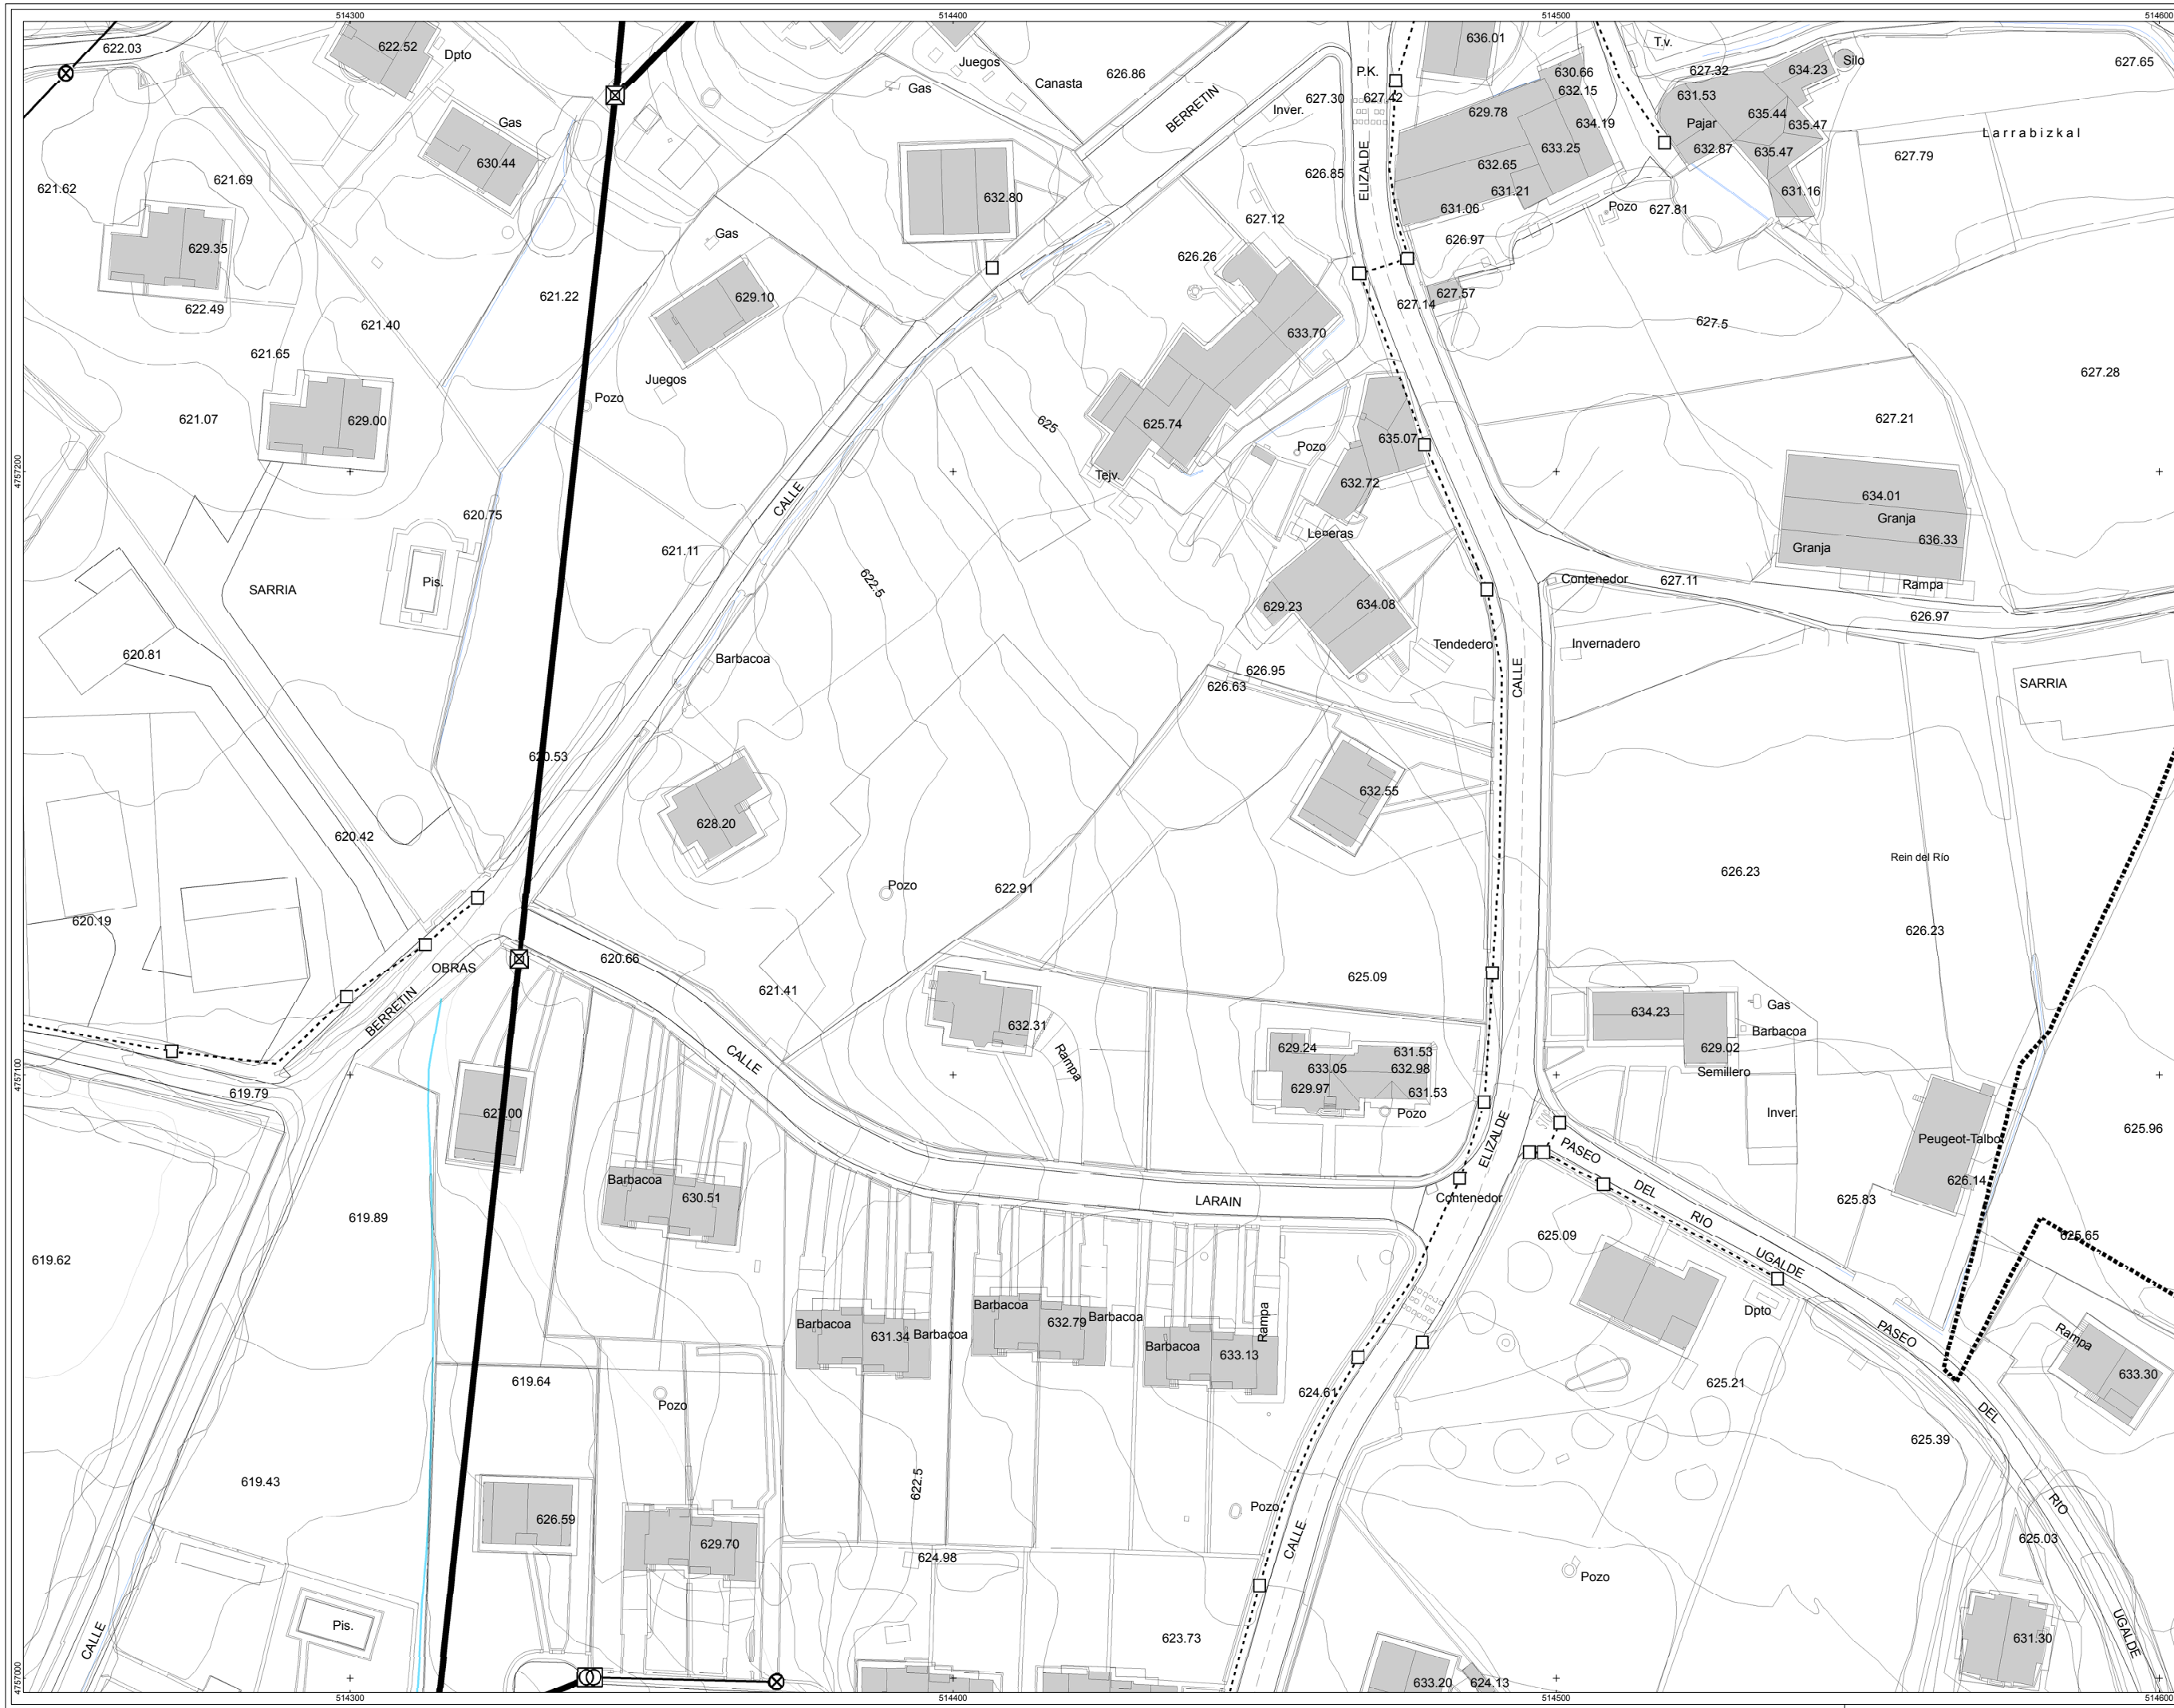 514300
514400
514500
514600
622.03
622.52
Dpto
Juegos
636.01
T.v.
627.32
634.23
Silo
627.65
Gas
Canasta
626.86
P.K.
630.66
632.15
631.53
635.44
Gas
630.44
BERRETIN
Inver.
627.30
627.42
629.78
634.19
Pajar
635.47
Larrabizkal
621.62
621.69
632.80
626.85
ELIZALDE
632.65
633.25
632.87
635.47
627.79
631.21
631.06
631.16
629.35
Gas
627.12
Pozo
627.81
626.26
626.97
622.49
621.22
629.10
627.57
627.14
621.40
621.65
633.70
627.5
Juegos
Pozo
627.28
621.07
629.00
625
625.74
635.07
627.21
4757200
Pozo
Tejv.
632.72
CALLE
634.01
Granja
620.75
Leñeras
636.33
621.11
Granja
SARRIA
Pis.
622.5
Contenedor
627.11
Rampa
629.23
634.08
626.97
620.81
Barbacoa
Tendedero
Invernadero
CALLE
626.95
626.63
SARRIA
620.53
632.55
628.20
620.42
Rein del Río
626.23
Pozo
622.91
620.19
626.23
OBRAS
620.66
621.41
625.09
BERRETIN
632.31
634.23
Gas
Barbacoa
CALLE
Rampa
629.24
631.53
629.02
4757100
633.05
632.98
Semillero
619.79
629.97
631.53
627.00
Pozo
Inver.
ELIZALDE
625.96
PASEO
Peugeot-Talbo
Barbacoa
630.51
LARAIN
Contenedor
DEL
626.14
625.83
619.89
RIO
625.09
625.65
619.62
UGALDE
Barbacoa
Barbacoa
Dpto
Barbacoa
631.34
Barbacoa
632.79
Rampa
PASEO
Rampa
Barbacoa
633.13
633.30
619.64
624.61
625.21
Pozo
DEL
625.39
619.43
622.5
Pozo
RIO
626.59
629.70
624.98
CALLE
625.03
Pozo
Pis.
CALLE
623.73
631.30
UGALDE
4757000
633.20
624.13
514300
514400
514500
514600